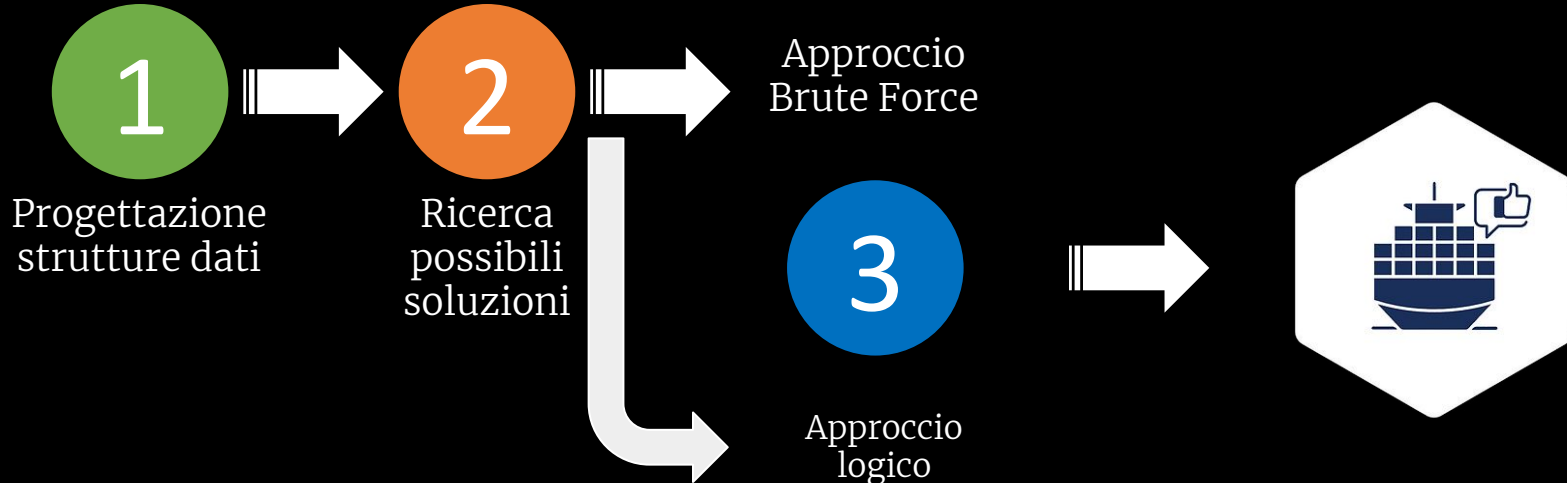 1
Progettazione
strutture dati
2
Ricerca
possibili
soluzioni
Approccio
Brute Force
3
Approccio
logico